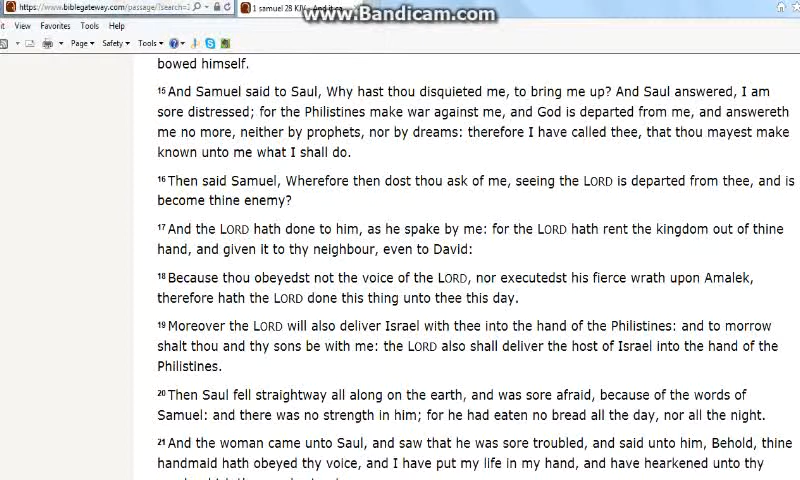 www.Bandicam.com
https://www.biblegateway.com/passage/?search=1
1 samuel 28 KJV - And it ca
View Favorites Tools Help
Page Safety Tools
bowed himself.
15 And Samuel said to Saul, Why hast thou disquieted me, to bring me up? And Saul answered, I am
sore distressed; for the Philistines make war against me, and God is departed from me, and answereth
me no more, neither by prophets, nor by dreams: therefore I have called thee, that thou mayest make
known unto me what I shall do.
16 Then said Samuel, Wherefore then dost thou ask of me, seeing the LORD is departed from thee, and is
become thine enemy?
17 And the LORD hath done to him, as he spake by me: for the LORD hath rent the kingdom out of thine
hand, and given it to thy neighbour, even to David:
18 Because thou obeyedst not the voice of the LORD, nor executedst his fierce wrath upon Amalek,
therefore hath the LORD done this thing unto thee this day.
19 Moreover the LORD will also deliver Israel with thee into the hand of the Philistines: and to morrow
shalt thou and thy sons be with me: the LORD also shall deliver the host of Israel into the hand of the
Philistines.
20 Then Saul fell straightway all along on the earth, and was sore afraid, because of the words of
Samuel: and there was no strength in him; for he had eaten no bread all the day, nor all the night.
21 And the woman came unto Saul, and saw that he was sore troubled, and said unto him, Behold, thine
handmaid hath obeyed thy voice, and I have put my life in my hand, and have hearkened unto thy